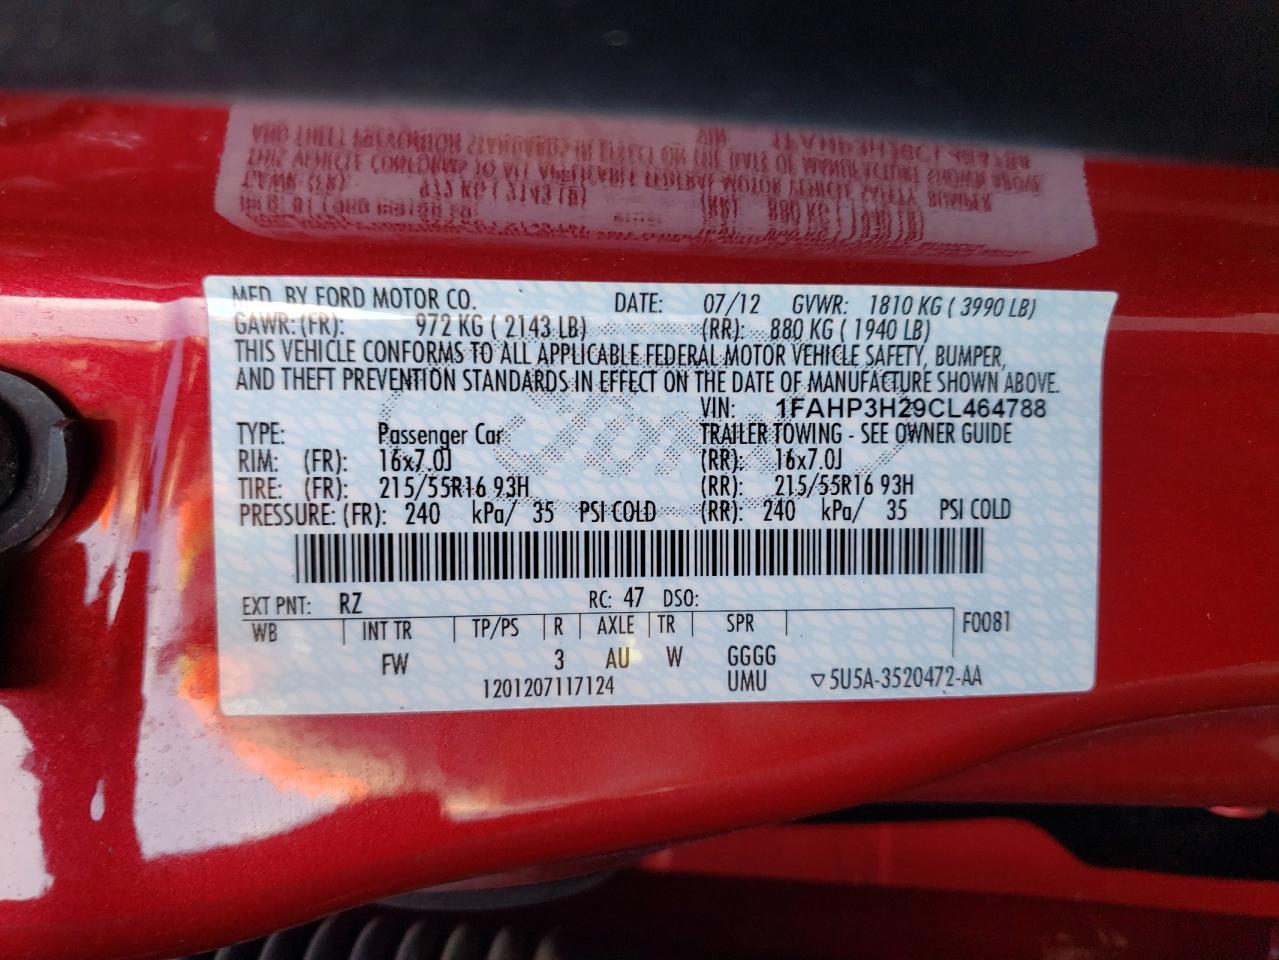 MFD. BY FORD MOTOR CO. DATE: 07/12 GVWR: 1810 KG ( 3990 LB)
GAWR: (FR): 972 KG ( 2143 LB) (RR): 880 KG ( 1940 LB)
THIS VEHICLE CONFORMS TO ALL APPLICABLE FEDERAL MOTOR VEHICLE SAFETY, BUMPER,
AND THEFT PREVENTION STANDARDS IN EFFECT ON THE DATE OF MANUFACTURE SHOWN ABOVE.
VIN: 1FAHP3H29CL464788
TYPE: Passenger Car TRAILER TOWING - SEE OWNER GUIDE
RIM: (FR): 16x7.0J (RR): 16x7.0J
TIRE: (FR): 215/55R16 93H (RR): 215/55R16 93H
PRESSURE: (FR): 240 kPa/ 35 PSI COLD (RR): 240 kPa/ 35 PSI COLD
EXT PNT: RZ RC: 47 DSO:
WB INT TR TP/PS R AXLE TR SPR F0081
FW 3 AU W GGGG
1201207117124 UMU ▽5U5A-3520472-AA